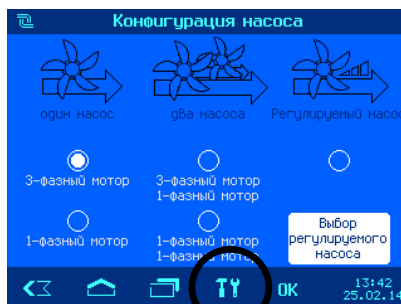 Конфигурация насоса
один насос два насоса Регулируемый насо
3-фазный мотор 3-фазный мотор
1-фазный мотор
1-фазный мотор 1-фазный мотор
1-фазный мотор
Выбор
регулируемого
насоса
OK 13:42
25.02.14